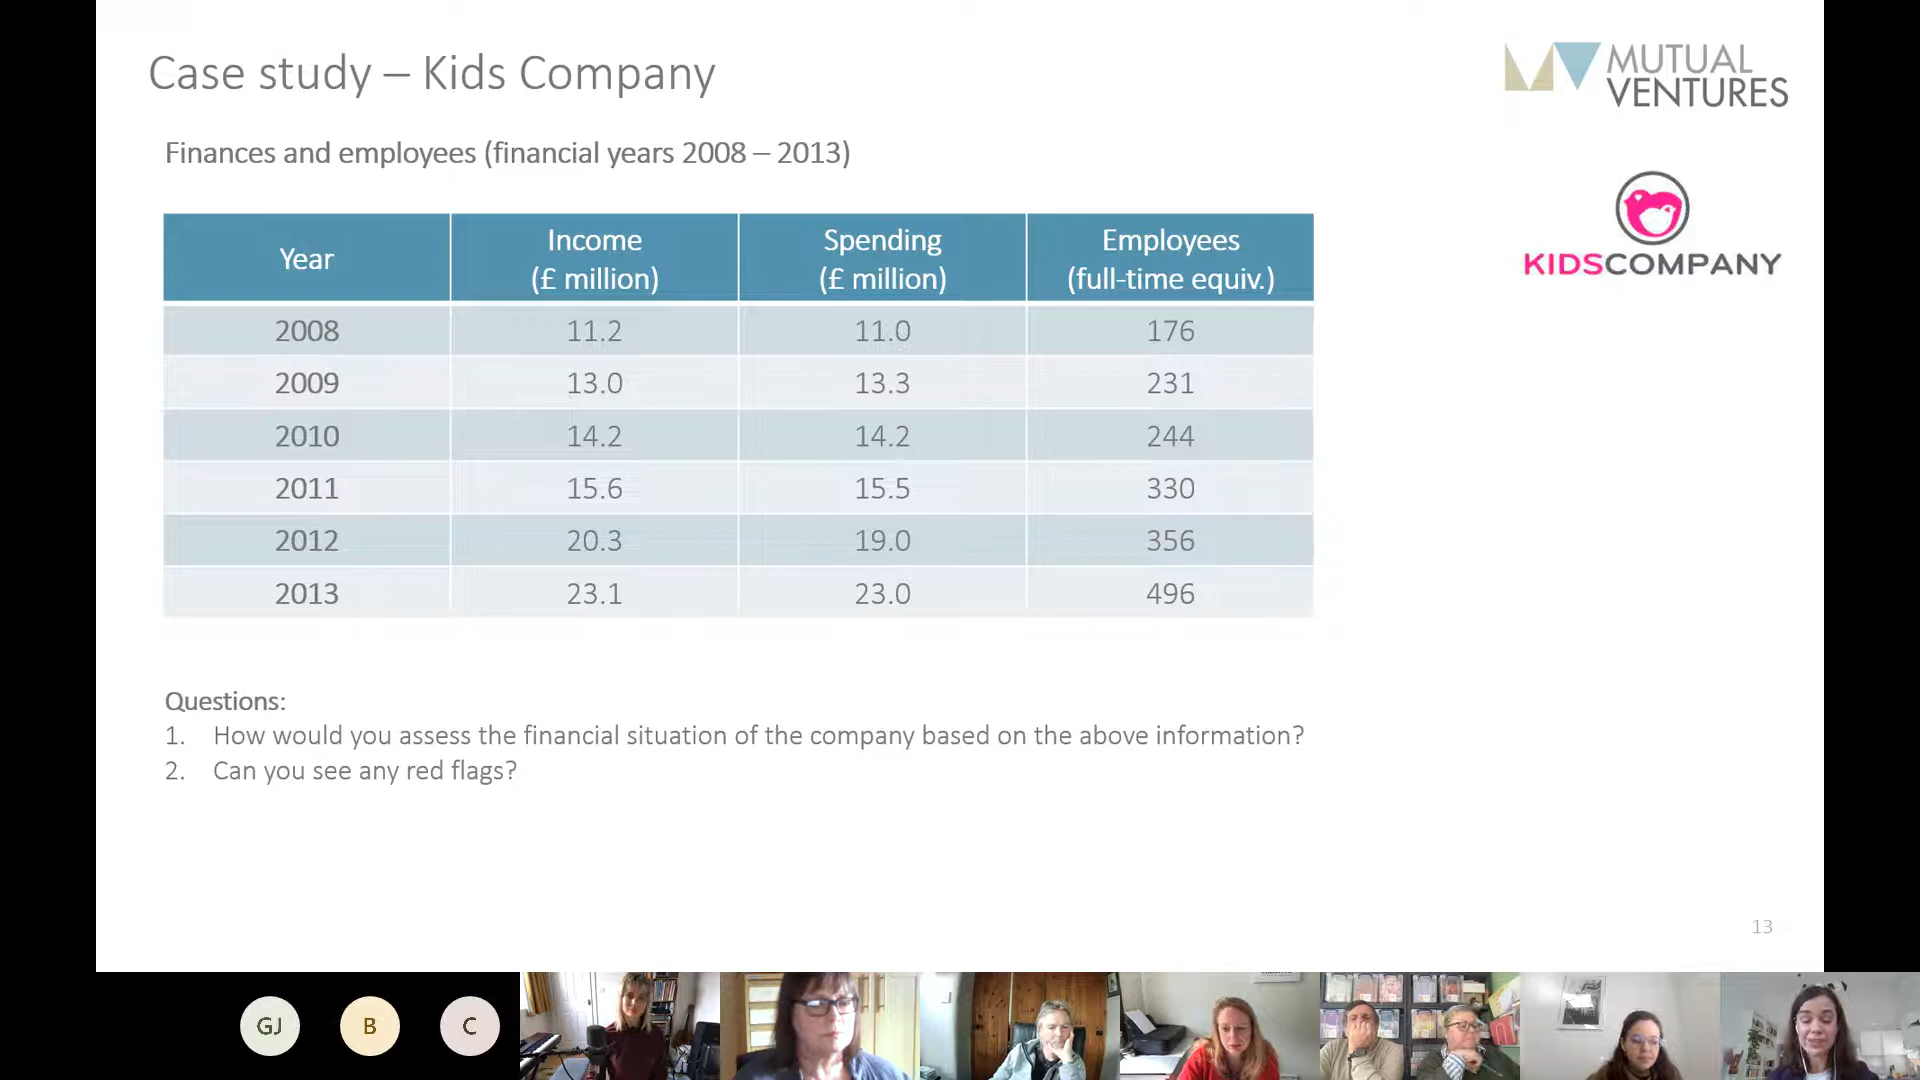 Case study – Kids Company
MUTUAL
VENTURES
Finances and employees (financial years 2008 – 2013)
KIDSCOMPANY
Year Income (£ million) Spending (£ million) Employees (full-time equiv.)
2008 11.2 11.0 176
2009 13.0 13.3 231
2010 14.2 14.2 244
2011 15.6 15.5 330
2012 20.3 19.0 356
2013 23.1 23.0 496
Questions:
1. How would you assess the financial situation of the company based on the above information?
2. Can you see any red flags?
13
GJ B C